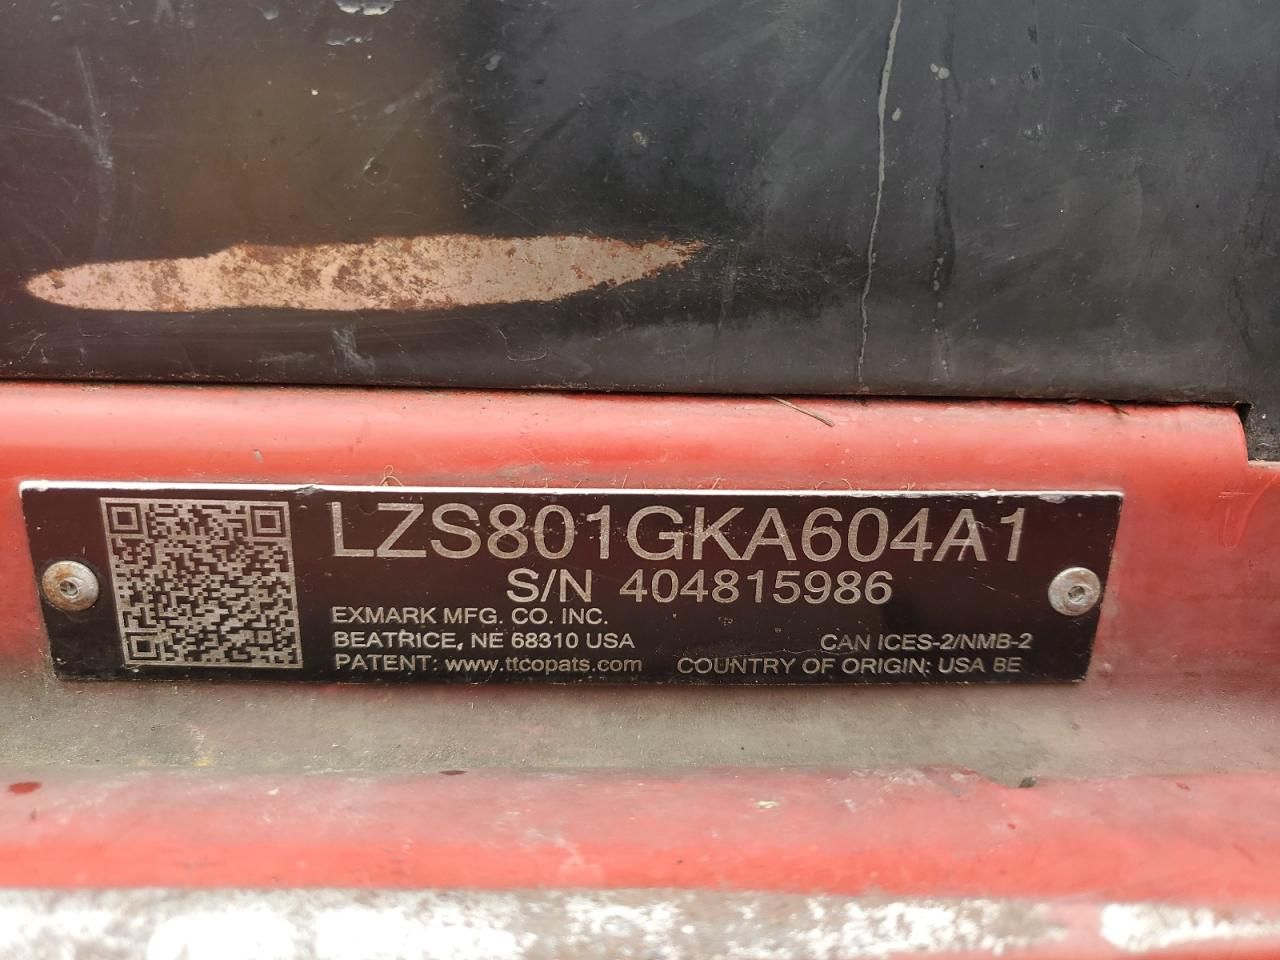 LZS801GKA604A1
S/N 404815986
EXMARK MFG. CO. INC.
BEATRICE, NE 68310 USA
CAN ICES-2/NMB-2
PATENT: www.ttcopats.com
COUNTRY OF ORIGIN: USA BE